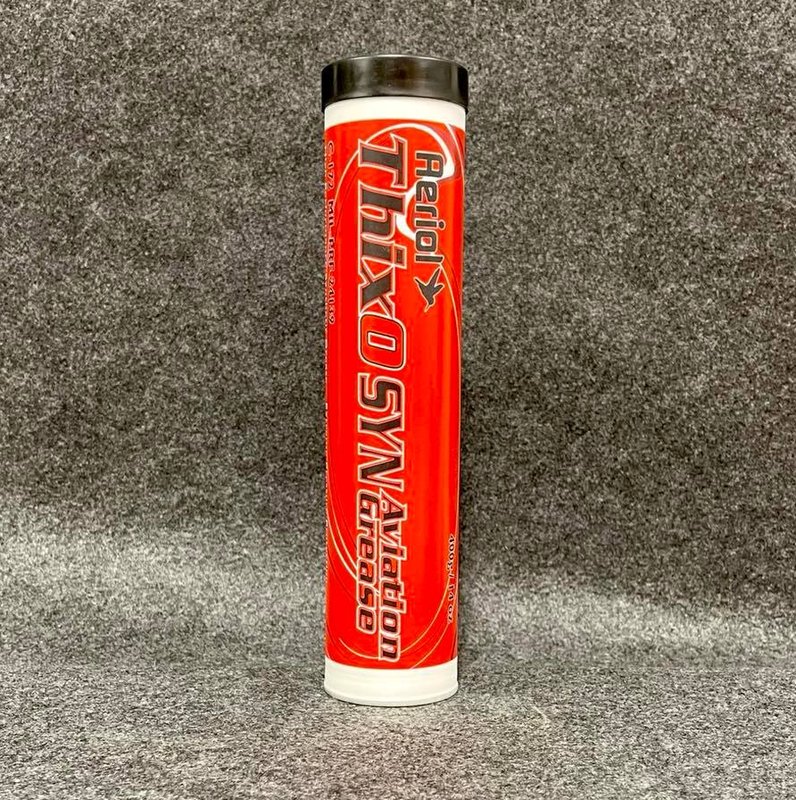 Aeriol
ThixO SYN Aviation
Grease
400g / 14 oz